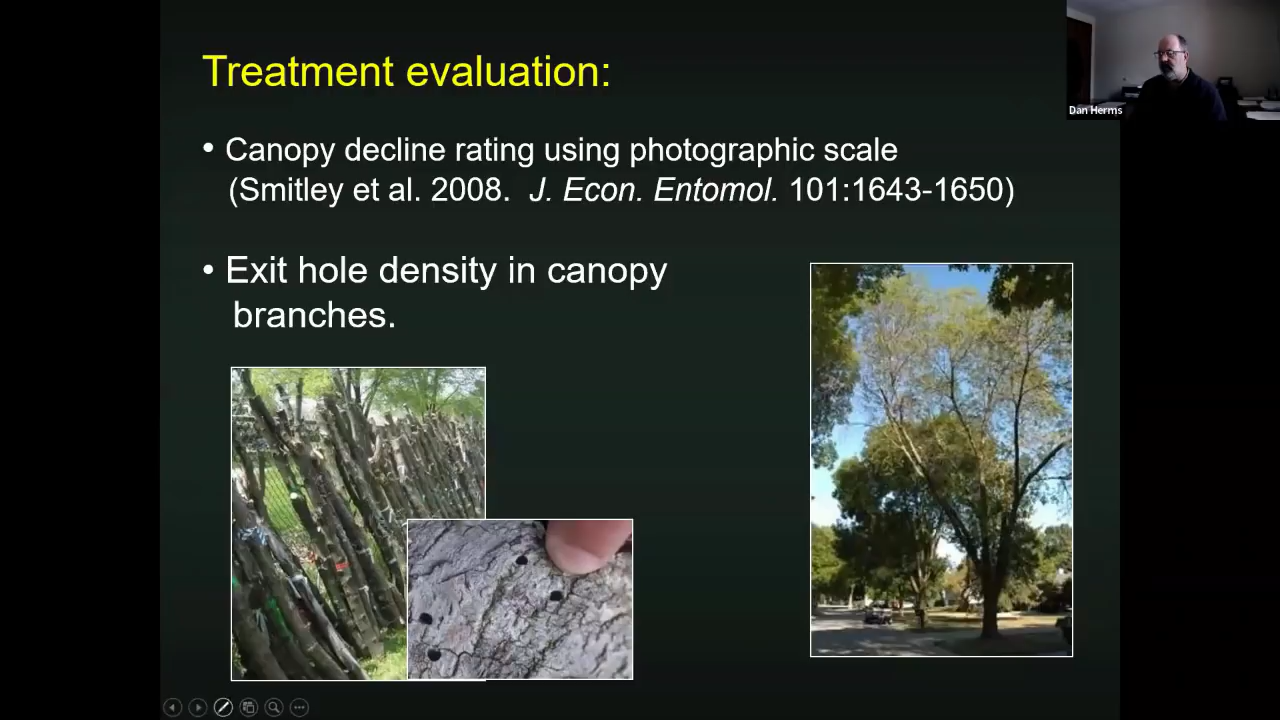 Treatment evaluation:
• Canopy decline rating using photographic scale
(Smitley et al. 2008. J. Econ. Entomol. 101:1643-1650)
• Exit hole density in canopy
branches.
Dan Herms